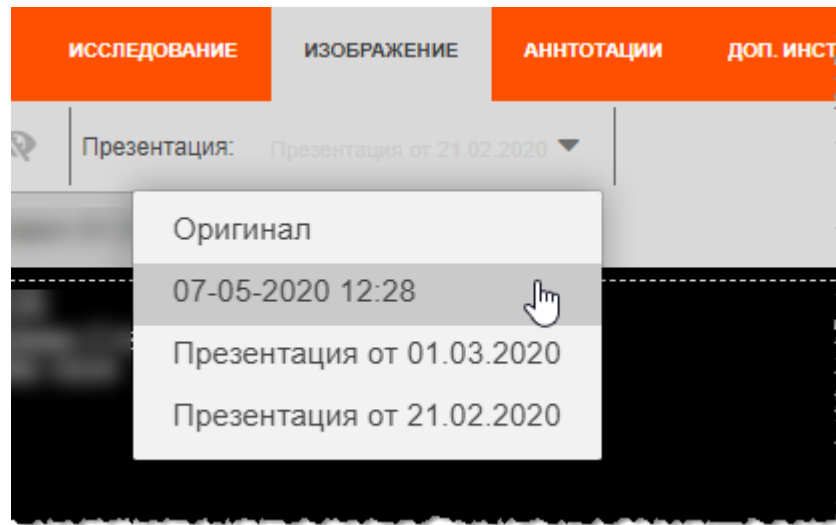 ИССЛЕДОВАНИЕ ИЗОБРАЖЕНИЕ АННТОТАЦИИ ДОП. ИНСТ
Презентация: Презентация от 21.02.2020
Оригинал
07-05-2020 12:28
Презентация от 01.03.2020
Презентация от 21.02.2020